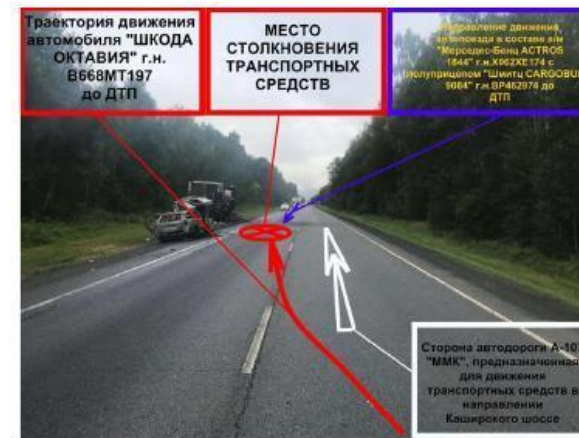 Траектория движения
автомобиля "ШКОДА
ОКТАВИЯ" г.н.
В668МТ197
до ДТП
МЕСТО
СТОЛКНОВЕНИЯ
ТРАНСПОРТНЫХ
СРЕДСТВ
Направление движения
автопоезда в составе а/м
"Мерседес-Бенц ACTROS
1844" г.н.Х062ХЕ174 с
полуприцепом "Шмитц CARGOBUL
9084" г.н.ВР462974 до
ДТП
Сторона автодороги А-107
"ММК", предназначенная
для движения
транспортных средств в
направлении
Каширского шоссе